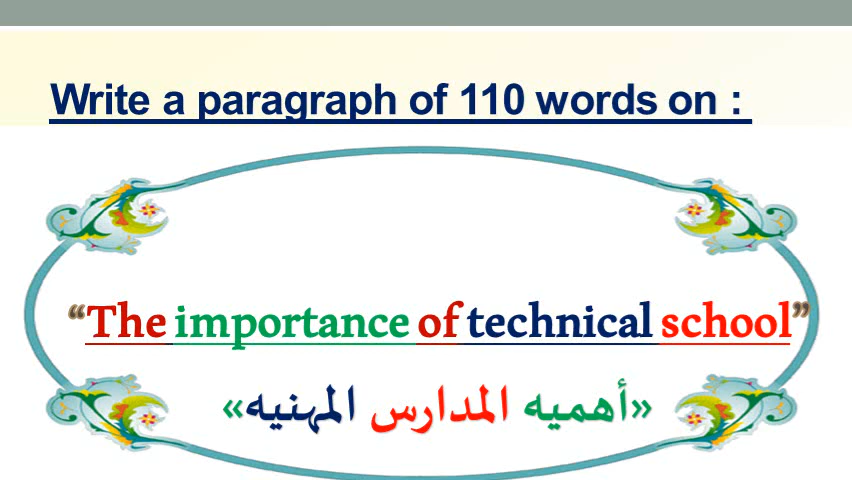 Write a paragraph of 110 words on :
“The importance of technical school”
«أهميه المدارس المهنيه»